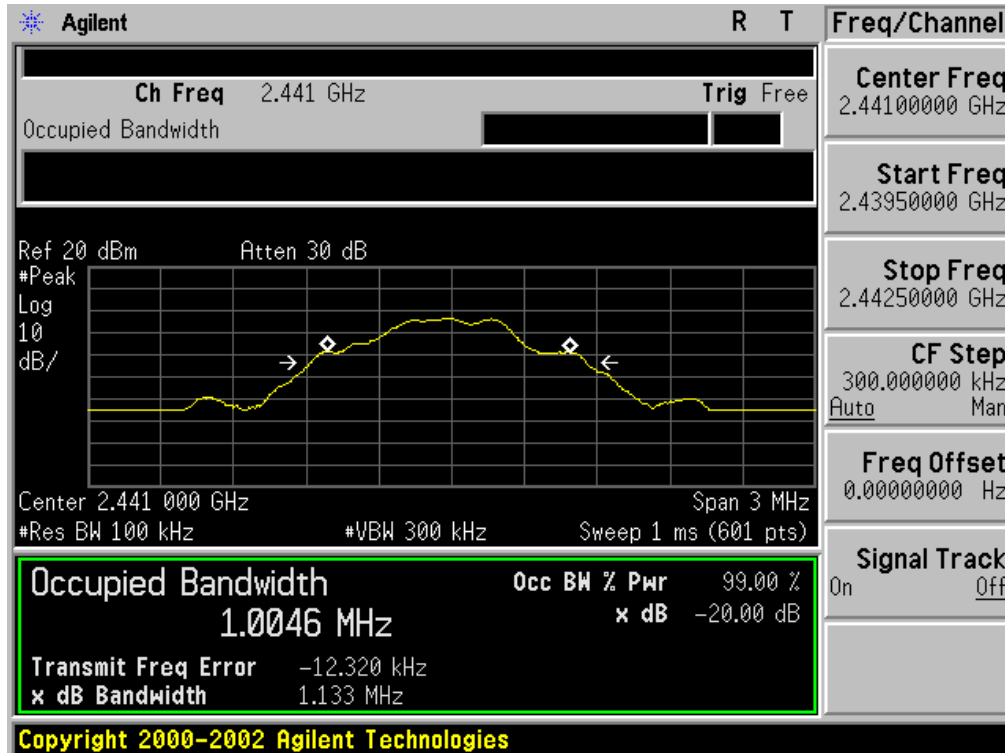 Agilent R T
Ch Freq 2.441 GHz Trig Free
Occupied Bandwidth
Ref 20 dBm Atten 30 dB
#Peak
Log
10
dB/
Center 2.441 000 GHz Span 3 MHz
#Res BW 100 kHz #VBW 300 kHz Sweep 1 ms (601 pts)
Occupied Bandwidth
1.0046 MHz
Occ BW % Pwr 99.00 %
x dB -20.00 dB
Transmit Freq Error -12.320 kHz
x dB Bandwidth 1.133 MHz
Copyright 2000-2002 Agilent Technologies
Freq/Channel
Center Freq
2.44100000 GHz
Start Freq
2.43950000 GHz
Stop Freq
2.44250000 GHz
CF Step
300.000000 kHz
Auto Man
Freq Offset
0.00000000 Hz
Signal Track
On Off